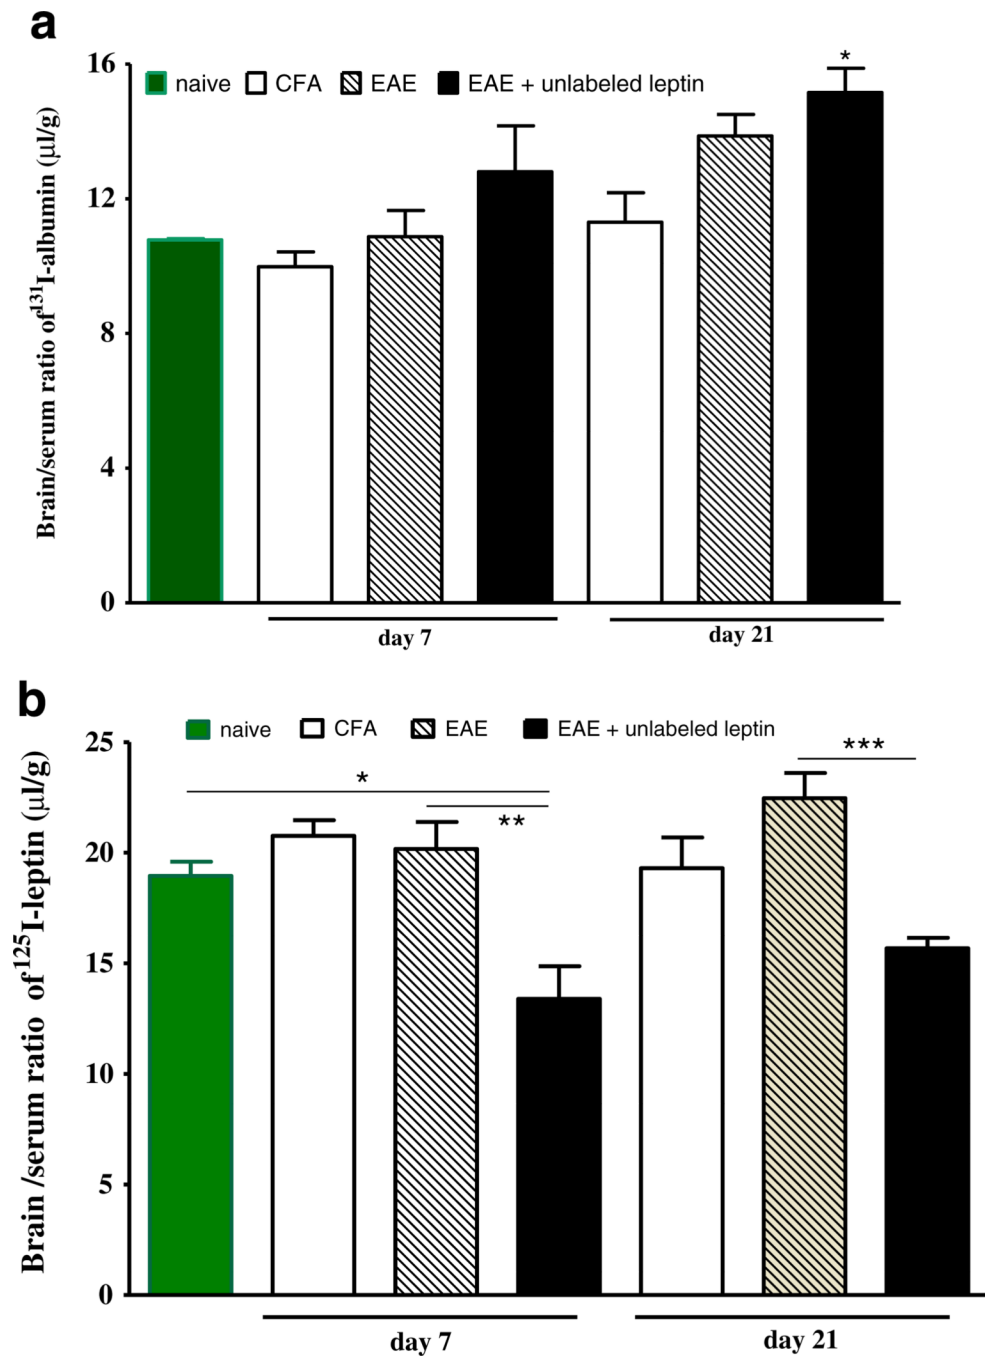 a
naive CFA EAE EAE + unlabeled leptin
*
16
12
8
4
0
Brain/serum ratio of ¹³¹I-albumin (µl/g)
day 7 day 21
b
naive CFA EAE EAE + unlabeled leptin
***
*
**
25
20
15
10
5
0
Brain /serum ratio of ¹²⁵I-leptin (µl/g)
day 7 day 21